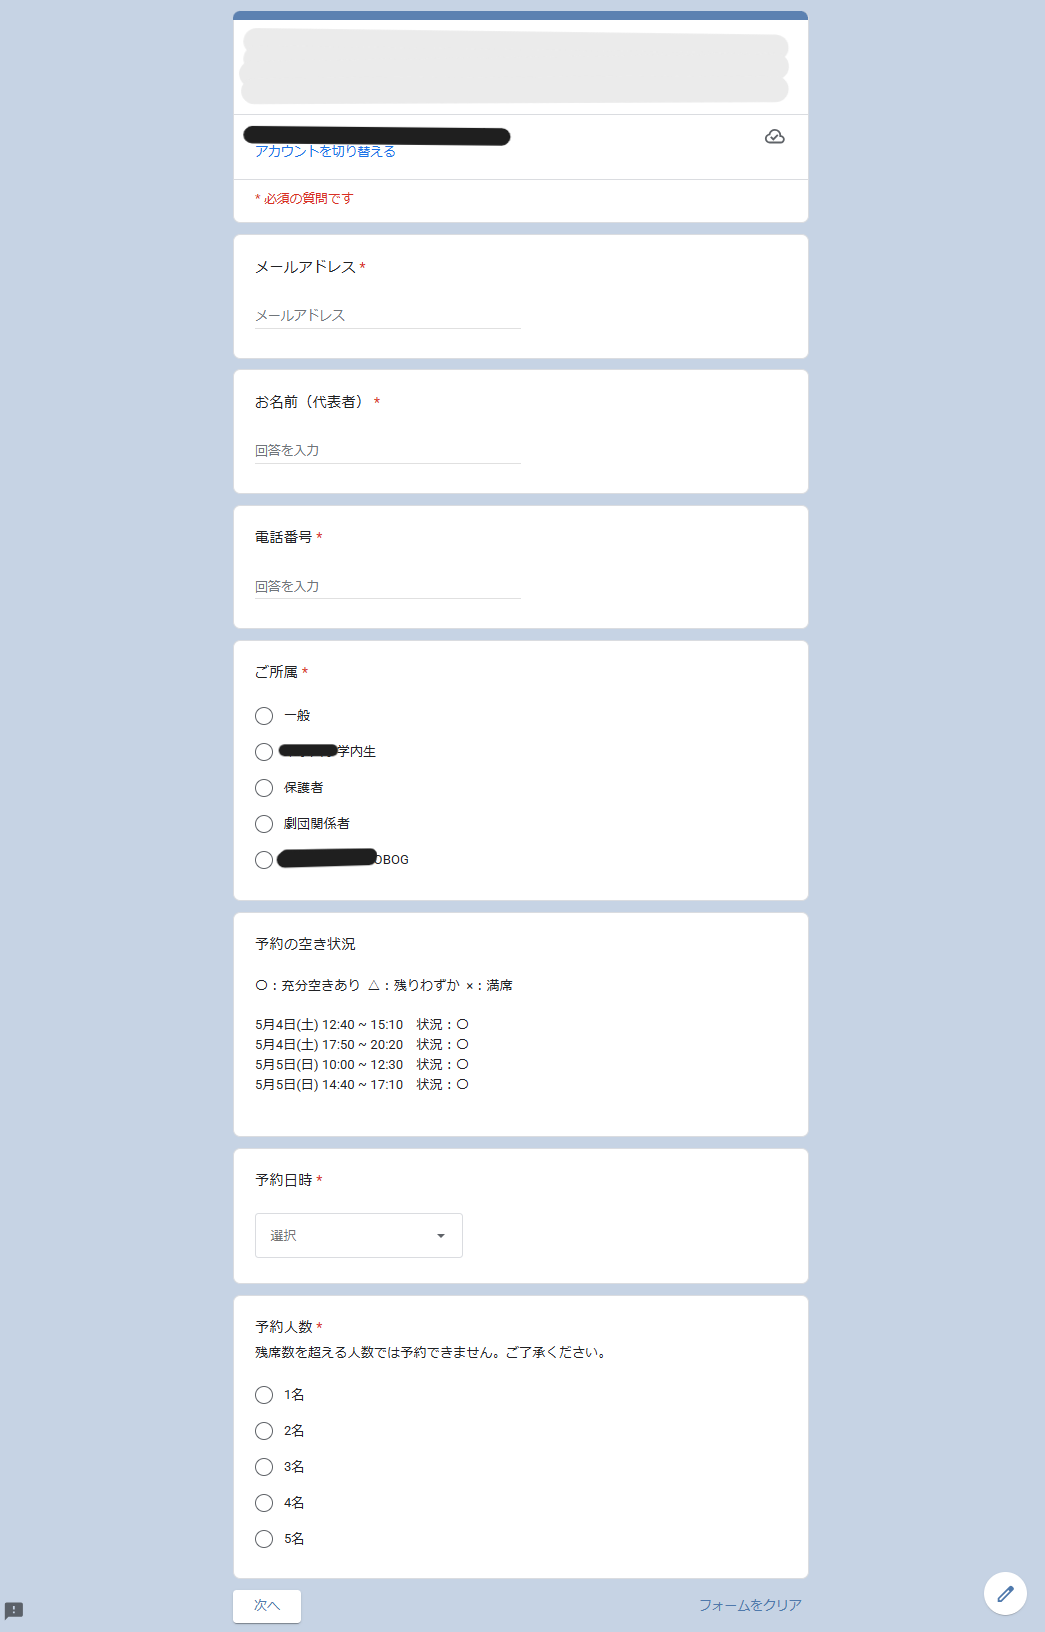 アカウントを切り替える
* 必須の質問です
メールアドレス *
メールアドレス
お名前（代表者） *
回答を入力
電話番号 *
回答を入力
ご所属 *
一般
学内生
保護者
劇団関係者
OBOG
予約の空き状況
〇：充分空きあり △：残りわずか ×：満席
5月4日(土) 12:40 ~ 15:10　状況：〇
5月4日(土) 17:50 ~ 20:20　状況：〇
5月5日(日) 10:00 ~ 12:30　状況：〇
5月5日(日) 14:40 ~ 17:10　状況：〇
予約日時 *
選択
予約人数 *
残席数を超える人数では予約できません。ご了承ください。
1名
2名
3名
4名
5名
次へ
フォームをクリア